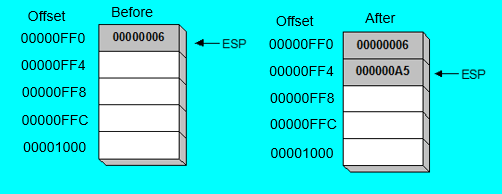 Offset Before
00000FF0 00000006 ESP
00000FF4
00000FF8
00000FFC
00001000
Offset After
00000FF0 00000006
00000FF4 000000A5 ESP
00000FF8
00000FFC
00001000